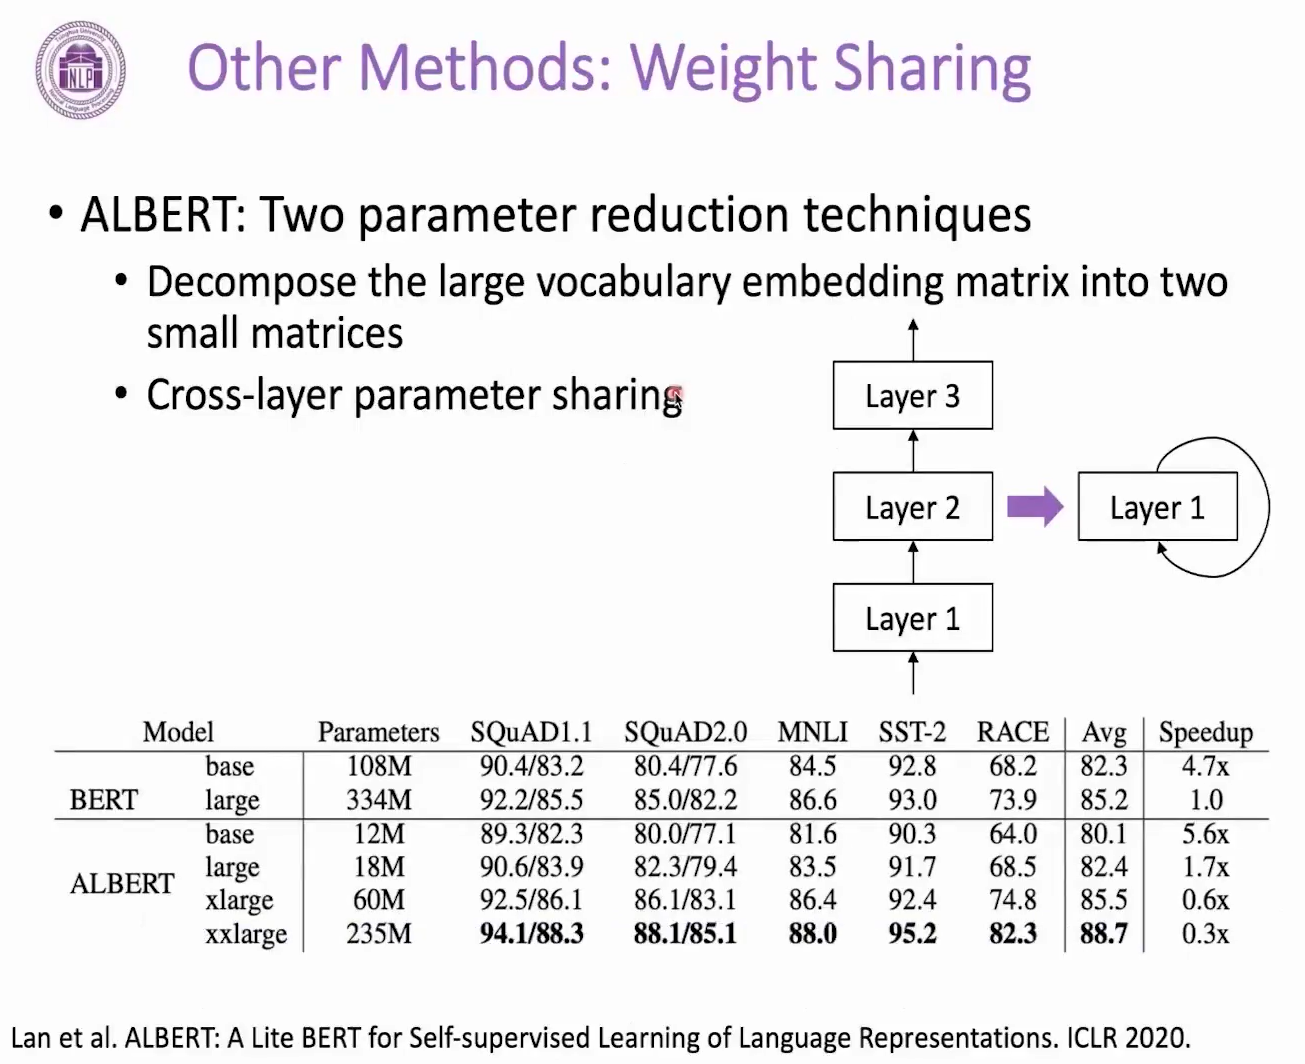 Other Methods: Weight Sharing
Tsinghua University
NLP
Natural Language Processing
• ALBERT: Two parameter reduction techniques
• Decompose the large vocabulary embedding matrix into two
small matrices
• Cross-layer parameter sharing
Layer 3
Layer 2
Layer 1
Layer 1
Model Parameters SQuAD1.1 SQuAD2.0 MNLI SST-2 RACE Avg Speedup
BERT
base 108M 90.4/83.2 80.4/77.6 84.5 92.8 68.2 82.3 4.7x
large 334M 92.2/85.5 85.0/82.2 86.6 93.0 73.9 85.2 1.0
ALBERT
base 12M 89.3/82.3 80.0/77.1 81.6 90.3 64.0 80.1 5.6x
large 18M 90.6/83.9 82.3/79.4 83.5 91.7 68.5 82.4 1.7x
xlarge 60M 92.5/86.1 86.1/83.1 86.4 92.4 74.8 85.5 0.6x
xxlarge 235M 94.1/88.3 88.1/85.1 88.0 95.2 82.3 88.7 0.3x
Lan et al. ALBERT: A Lite BERT for Self-supervised Learning of Language Representations. ICLR 2020.